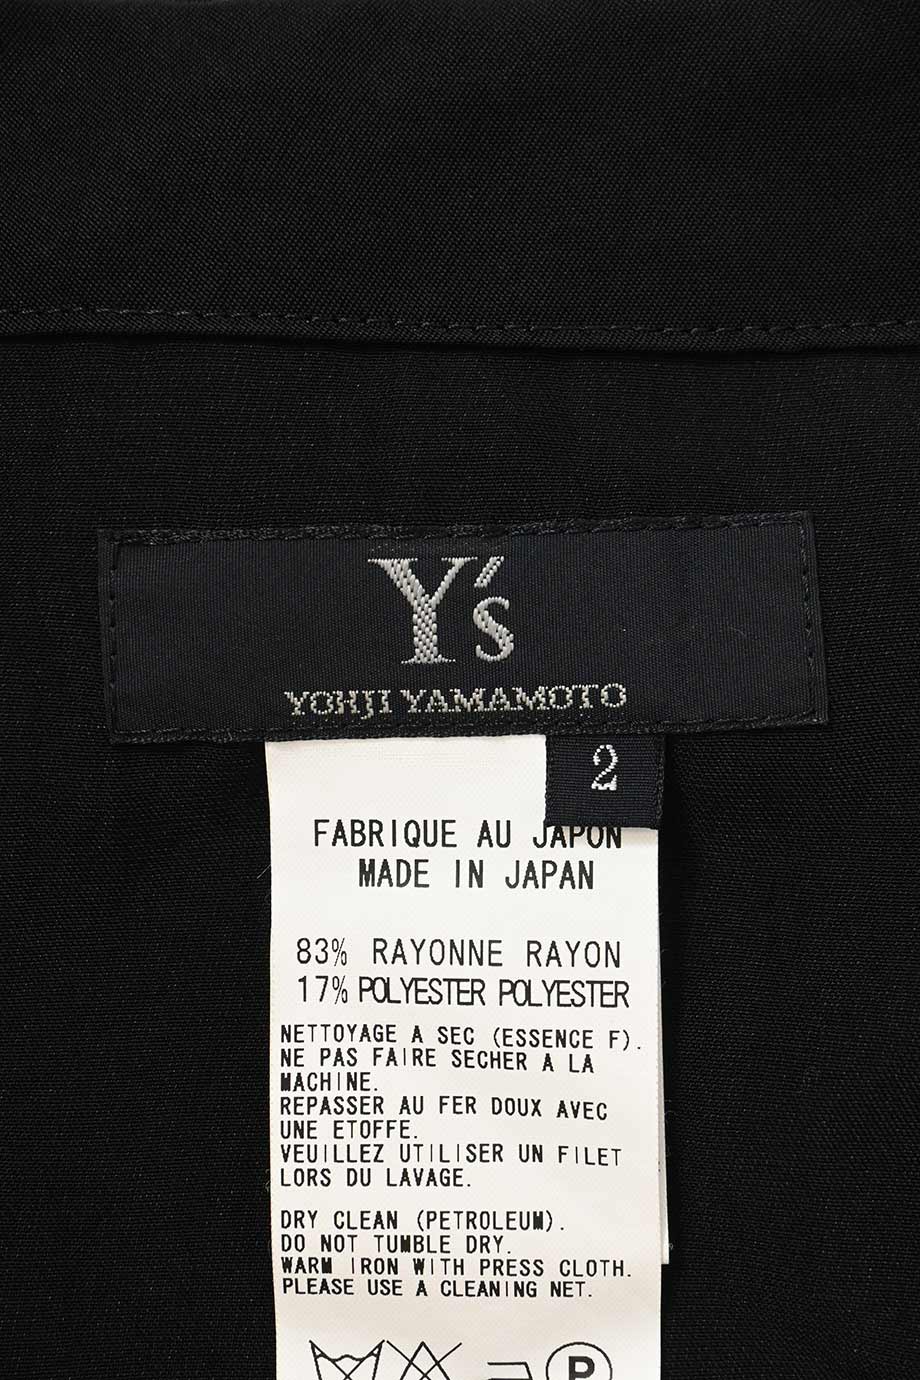 Y's
YOHJI YAMAMOTO
2
FABRIQUE AU JAPON
MADE IN JAPAN
83% RAYONNE RAYON
17% POLYESTER POLYESTER
NETTOYAGE A SEC (ESSENCE F).
NE PAS FAIRE SECHER A LA
MACHINE.
REPASSER AU FER DOUX AVEC
UNE ETOFFE.
VEUILLEZ UTILISER UN FILET
LORS DU LAVAGE.
DRY CLEAN (PETROLEUM).
DO NOT TUMBLE DRY.
WARM IRON WITH PRESS CLOTH.
PLEASE USE A CLEANING NET.
P